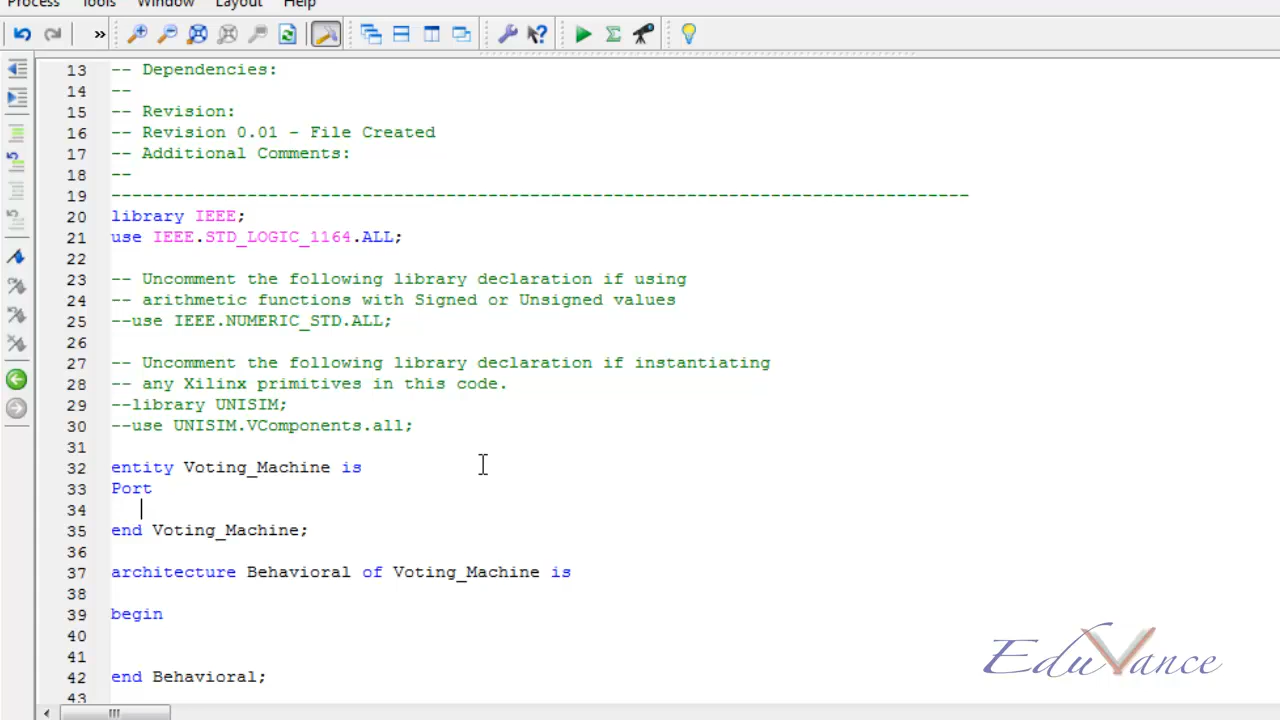 Process Tools Window Layout Help
13 -- Dependencies:
14 --
15 -- Revision:
16 -- Revision 0.01 - File Created
17 -- Additional Comments:
18 --
19 ----------------------------------------------------------------------------------
20 library IEEE;
21 use IEEE.STD_LOGIC_1164.ALL;
22
23 -- Uncomment the following library declaration if using
24 -- arithmetic functions with Signed or Unsigned values
25 --use IEEE.NUMERIC_STD.ALL;
26
27 -- Uncomment the following library declaration if instantiating
28 -- any Xilinx primitives in this code.
29 --library UNISIM;
30 --use UNISIM.VComponents.all;
31
32 entity Voting_Machine is
33 Port
34
35 end Voting_Machine;
36
37 architecture Behavioral of Voting_Machine is
38
39 begin
40
41
42 end Behavioral;
43
EduVance